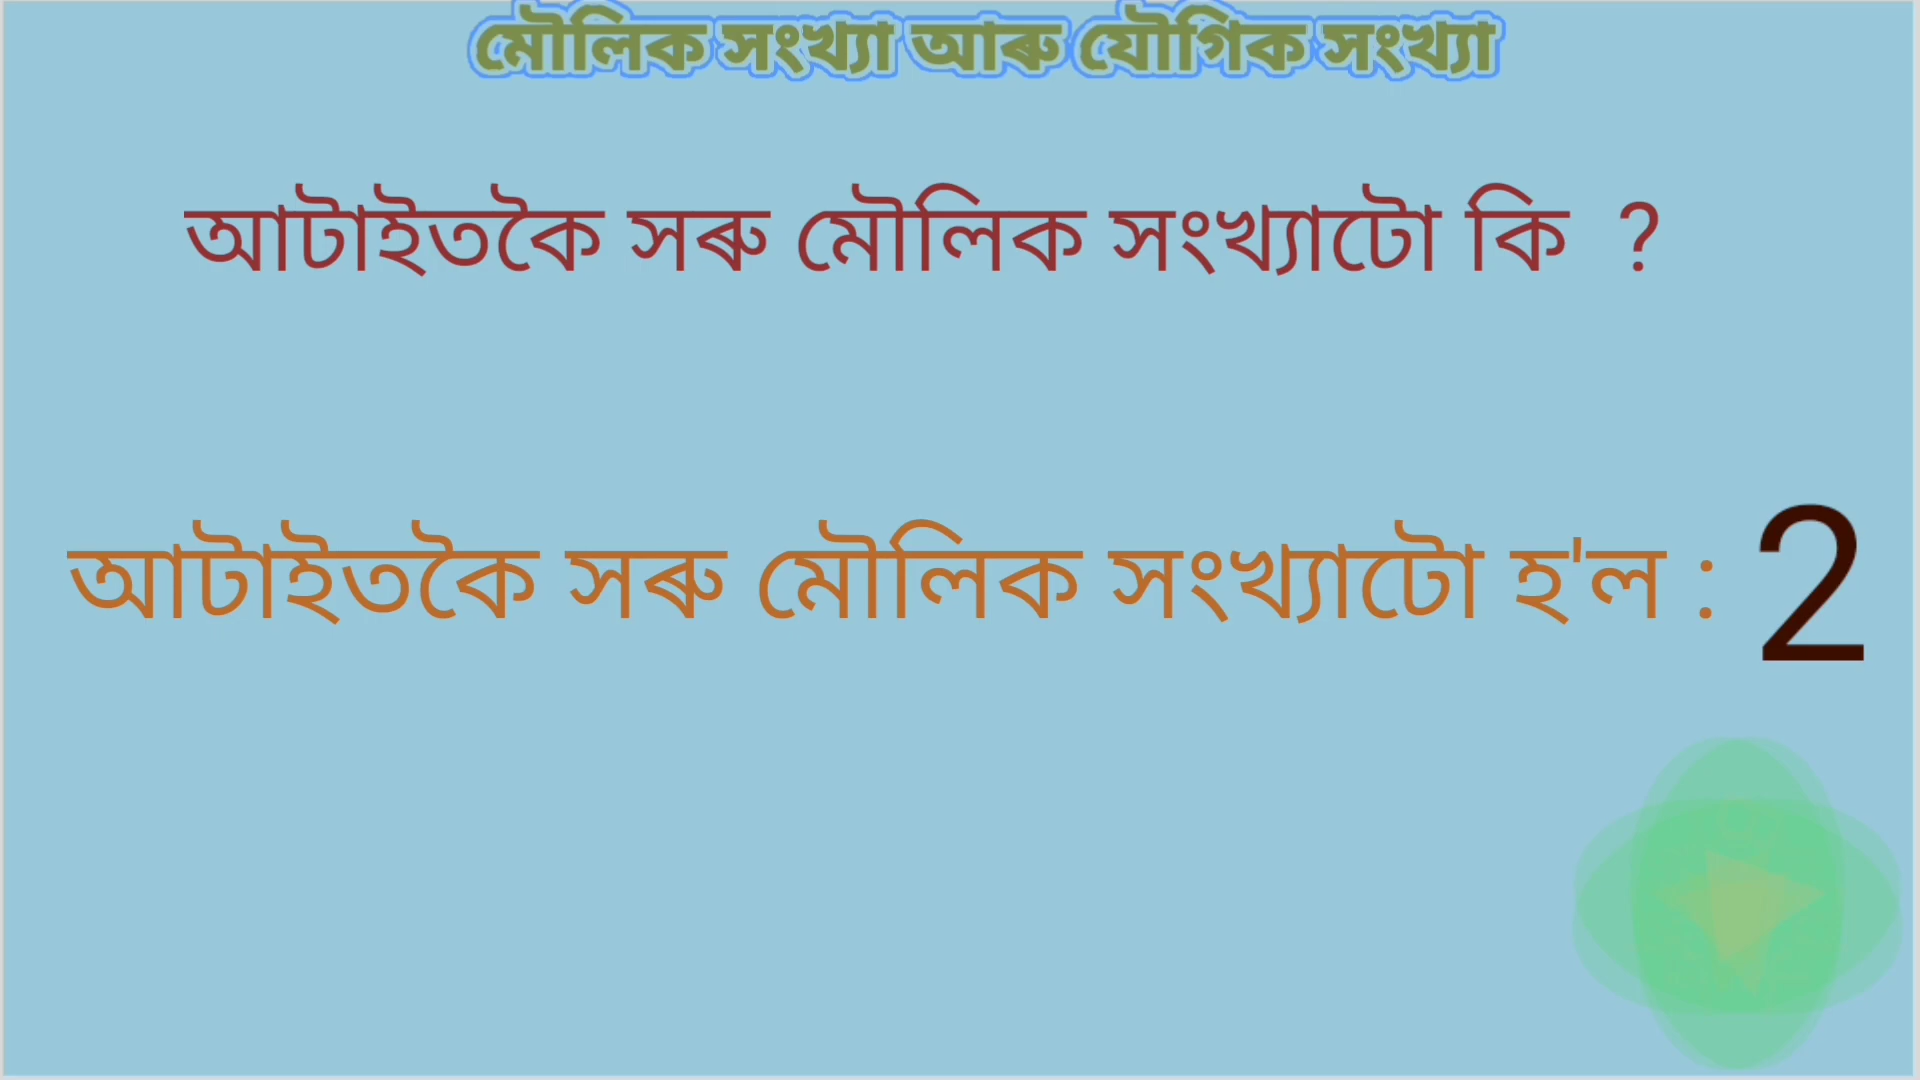 মৌলিক সংখ্যা আৰু যৌগিক সংখ্যা
আটাইতকৈ সৰু মৌলিক সংখ্যাটো কি ?
আটাইতকৈ সৰু মৌলিক সংখ্যাটো হ'ল : 2